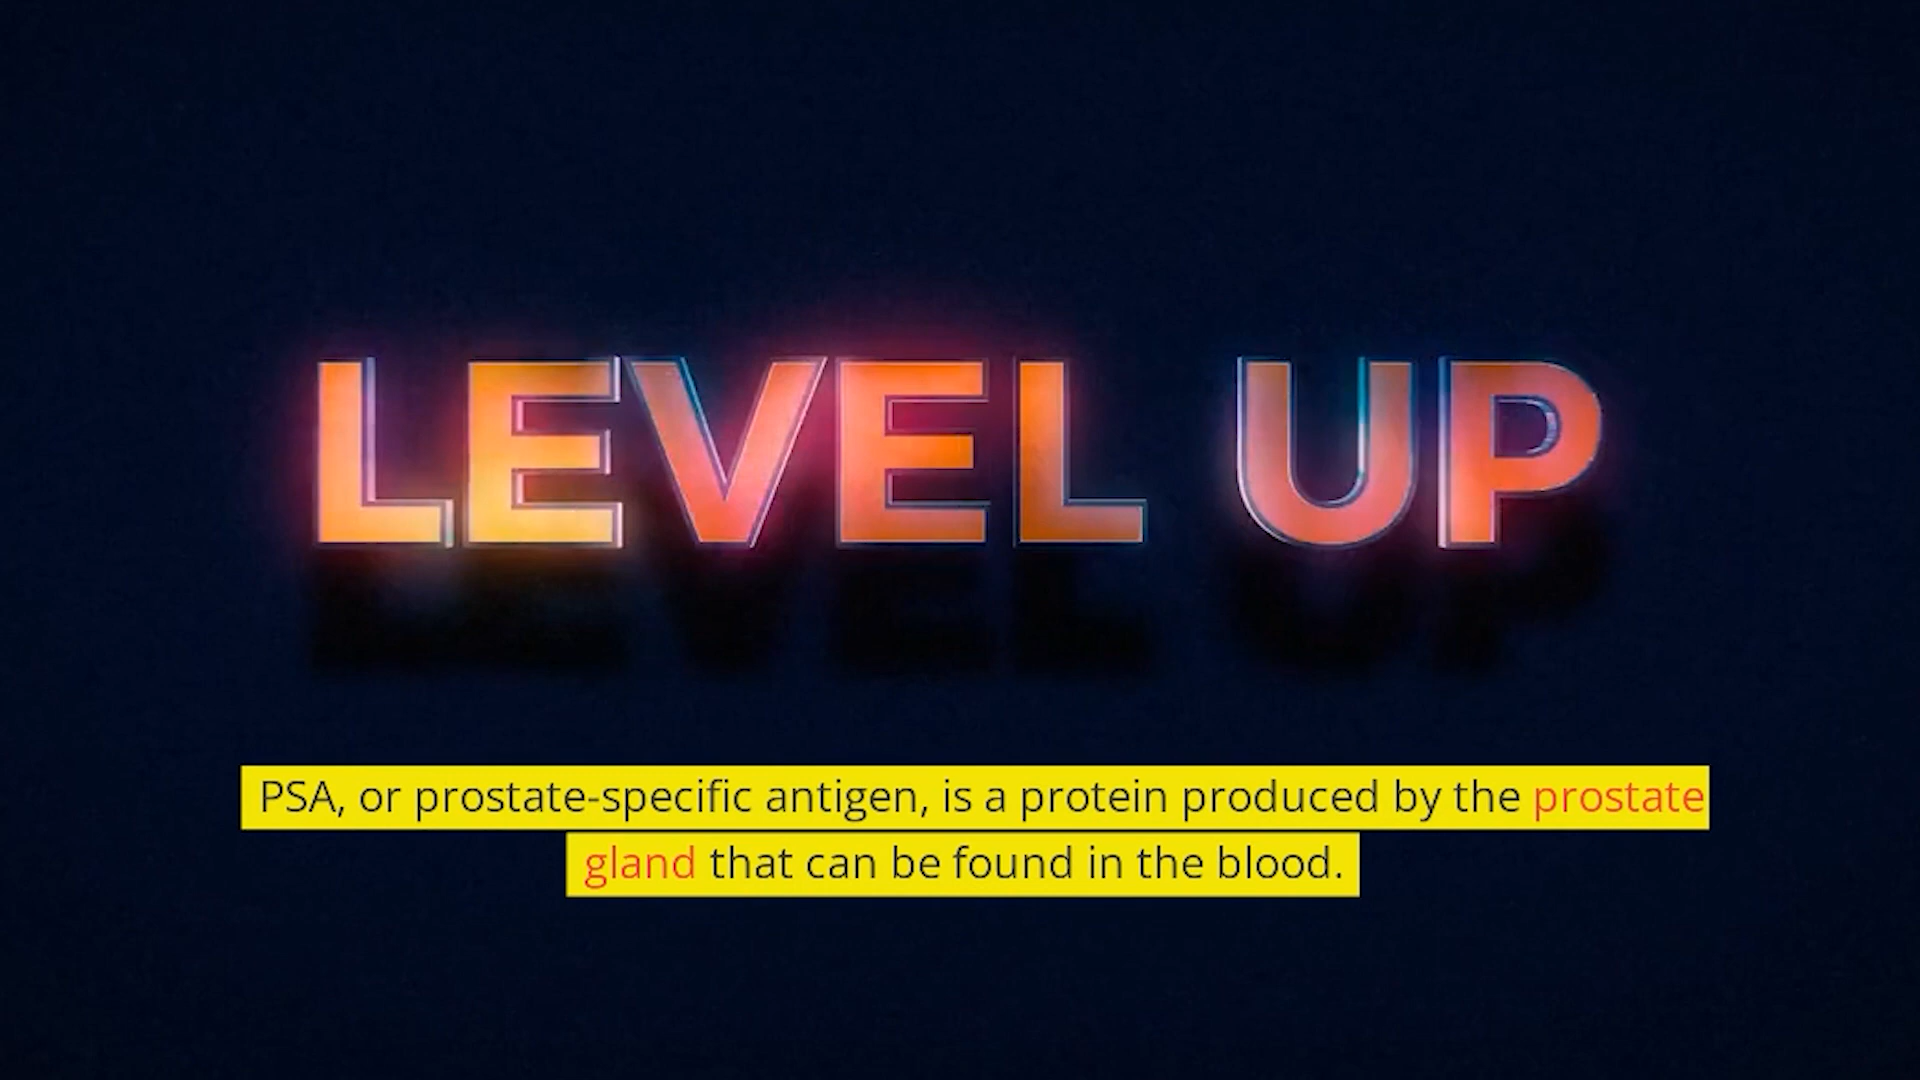 LEVEL UP
PSA, or prostate-specific antigen, is a protein produced by the prostate
gland that can be found in the blood.